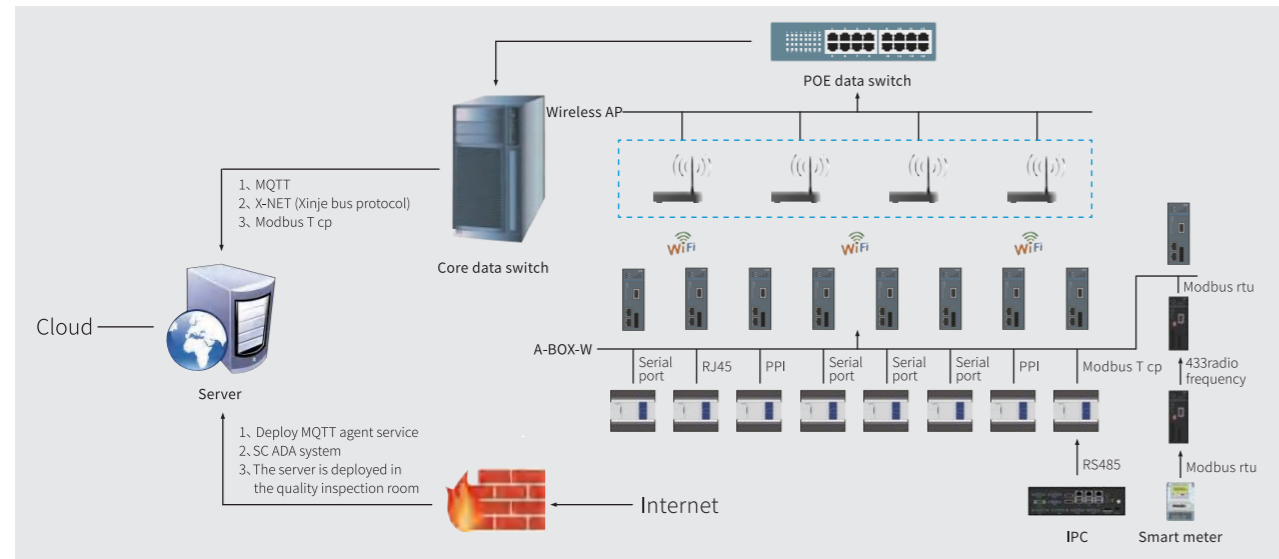 POE data switch
Wireless AP
1、MQTT
2、X-NET (Xinje bus protocol)
3、Modbus T cp
Core data switch
WiFi
WiFi
WiFi
Modbus rtu
Cloud
Server
A-BOX-W
Serial
port
RJ45
PPI
Serial
port
Serial
port
Serial
port
PPI
Modbus T cp
433radio
frequency
1、Deploy MQTT agent service
2、SC ADA system
3、The server is deployed in
the quality inspection room
Internet
RS485
Modbus rtu
IPC
Smart meter